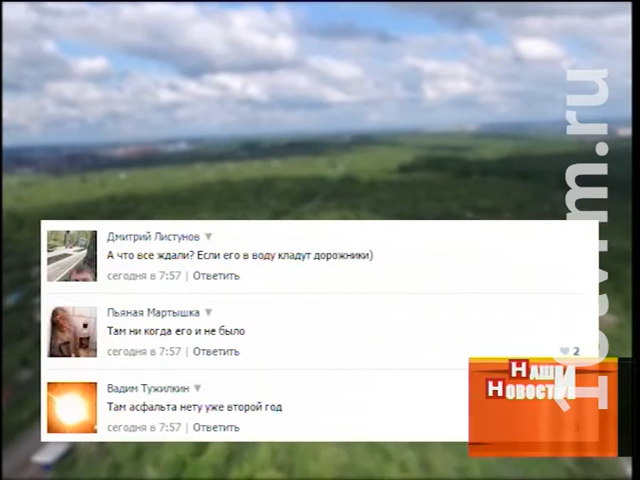 Дмитрий Листунов
А что все ждали? Если его в воду кладут дорожники)
сегодня в 7:57 | Ответить
Пьяная Мартышка
Там ни когда его и не было
сегодня в 7:57 | Ответить
2
Вадим Тужилкин
Там асфальта нету уже второй год
сегодня в 7:57 | Ответить
Наши
Новости